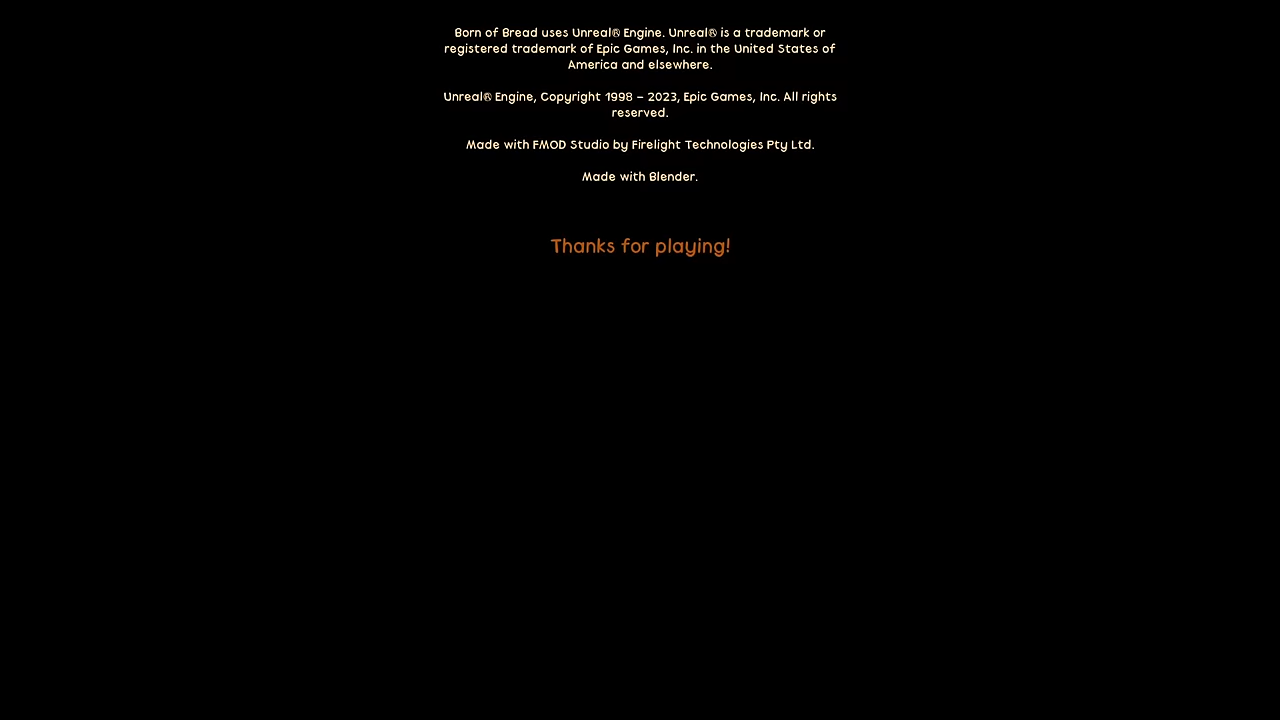 Born of Bread uses Unreal® Engine. Unreal® is a trademark or
registered trademark of Epic Games, Inc. in the United States of
America and elsewhere.
Unreal® Engine, Copyright 1998 – 2023, Epic Games, Inc. All rights
reserved.
Made with FMOD Studio by Firelight Technologies Pty Ltd.
Made with Blender.
Thanks for playing!